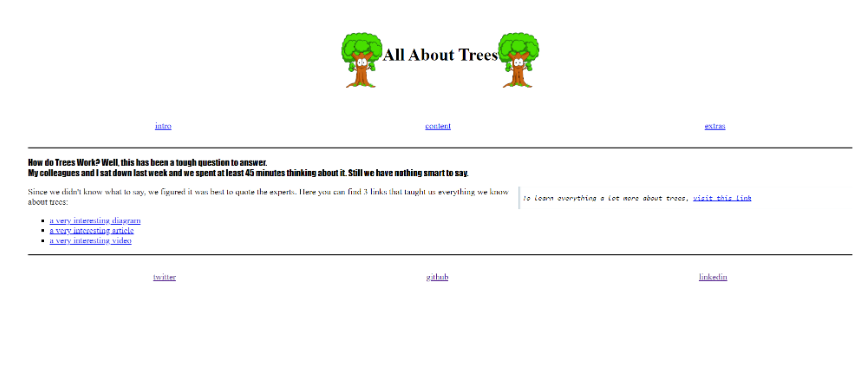 All About Trees
intro
content
extras
How do Trees Work? Well, this has been a tough question to answer.
My colleagues and I sat down last week and we spent at least 45 minutes thinking about it. Still we have nothing smart to say.
Since we didn't know what to say, we figured it was best to quote the experts. Here you can find 3 links that taught us everything we know
about trees:
To learn everything a lot more about trees, visit this link
a very interesting diagram
a very interesting article
a very interesting video
twitter
github
linkedin